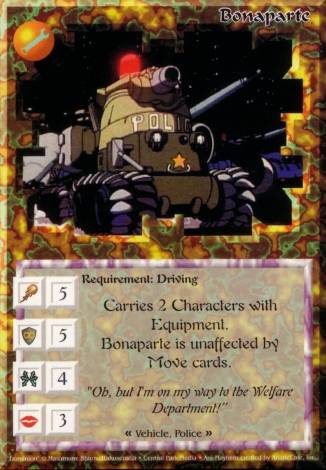 Bonaparte
POLI
Requirement: Driving
5
Carries 2 Characters with
Equipment.
5
Bonaparte is unaffected by
Move cards.
4
"Oh, but I'm on my way to the Welfare
Department!"
3
« Vehicle, Police »